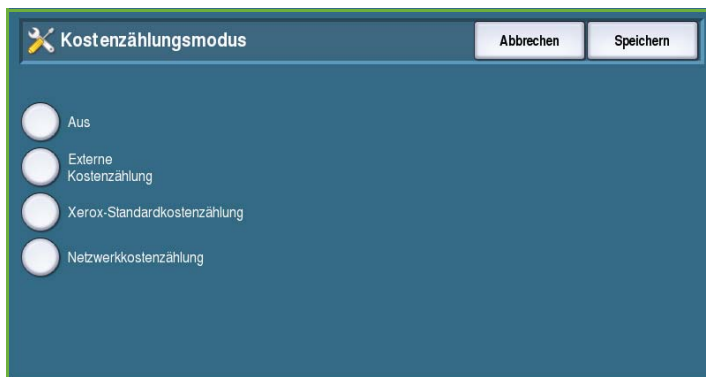 Kostenzählungsmodus
Abbrechen
Speichern
Aus
Externe
Kostenzählung
Xerox-Standardkostenzählung
Netzwerkkostenzählung